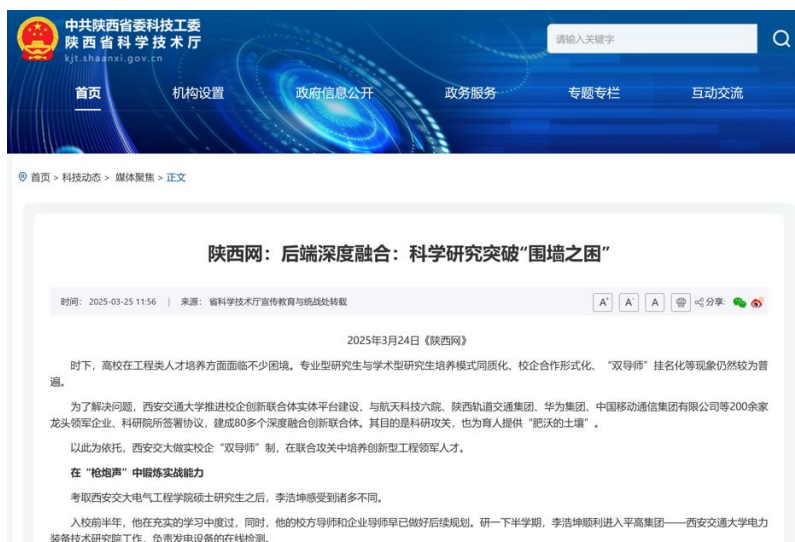 中共陕西省委科技工委
陕西省科学技术厅
kjt.shaanxi.gov.cn
请输入关键字
首页 机构设置 政府信息公开 政务服务 专题专栏 互动交流
首页 > 科技动态 > 媒体聚焦 > 正文
陕西网：后端深度融合：科学研究突破“围墙之困”
时间: 2025-03-25 11:56 | 来源: 省科学技术厅宣传教育与统战处转载 A+ A- A 分享:
2025年3月24日《陕西网》
时下，高校在工程类人才培养方面面临不少困境。专业型研究生与学术型研究生培养模式同质化、校企合作形式化、“双导师”挂名化等现象仍然较为普
遍。
为了解决问题，西安交通大学推进校企创新联合体实体平台建设，与航天科技六院、陕西轨道交通集团、华为集团、中国移动通信集团有限公司等200余家
龙头领军企业、科研院所签署协议，建成80多个深度融合创新联合体。其目的是科研攻关，也为育人提供“肥沃的土壤”。
以此为依托，西安交大做实校企“双导师”制，在联合攻关中培养创新型工程领军人才。
在“枪炮声”中锻炼实战能力
考取西安交大电气工程学院硕士研究生之后，李浩坤感受到诸多不同。
入校前半年，他在充实的学习中度过，同时，他的校方导师和企业导师早已做好后续规划。研一下半学期，李浩坤顺利进入平高集团——西安交通大学电力
装备技术研究院工作，负责发电设备的在线检测。